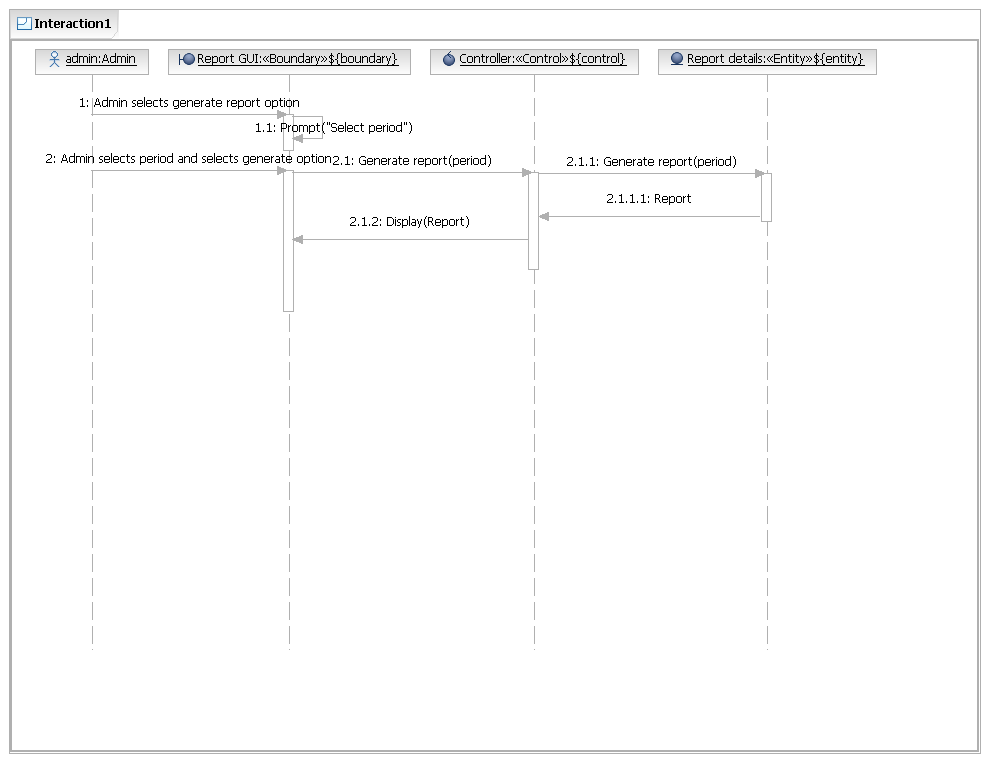 Interaction1
admin:Admin
Report GUI:«Boundary»${boundary}
Controller:«Control»${control}
Report details:«Entity»${entity}
1: Admin selects generate report option
1.1: Prompt("Select period")
2: Admin selects period and selects generate option
2.1: Generate report(period)
2.1.1: Generate report(period)
2.1.1.1: Report
2.1.2: Display(Report)